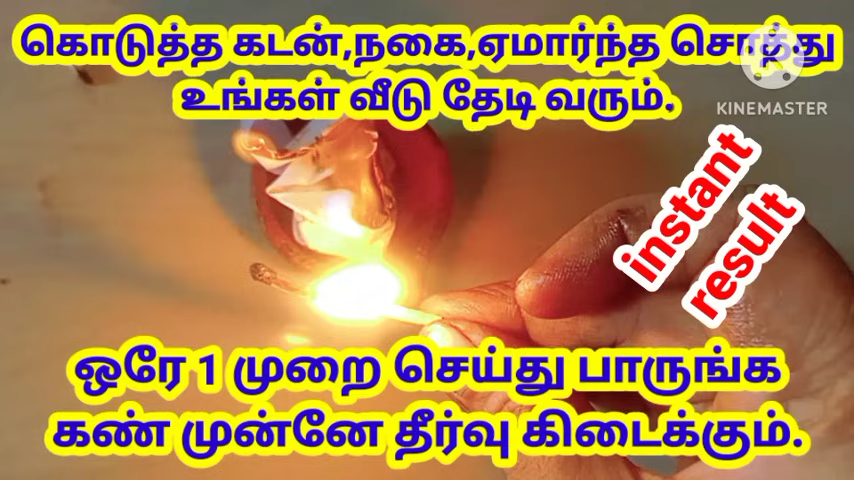 கொடுத்த கடன்,நகை,ஏமார்ந்த சொத்து
உங்கள் வீடு தேடி வரும்.
KINEMASTER
instant
result
ஒரே 1 முறை செய்து பாருங்க
கண் முன்னே தீர்வு கிடைக்கும்.